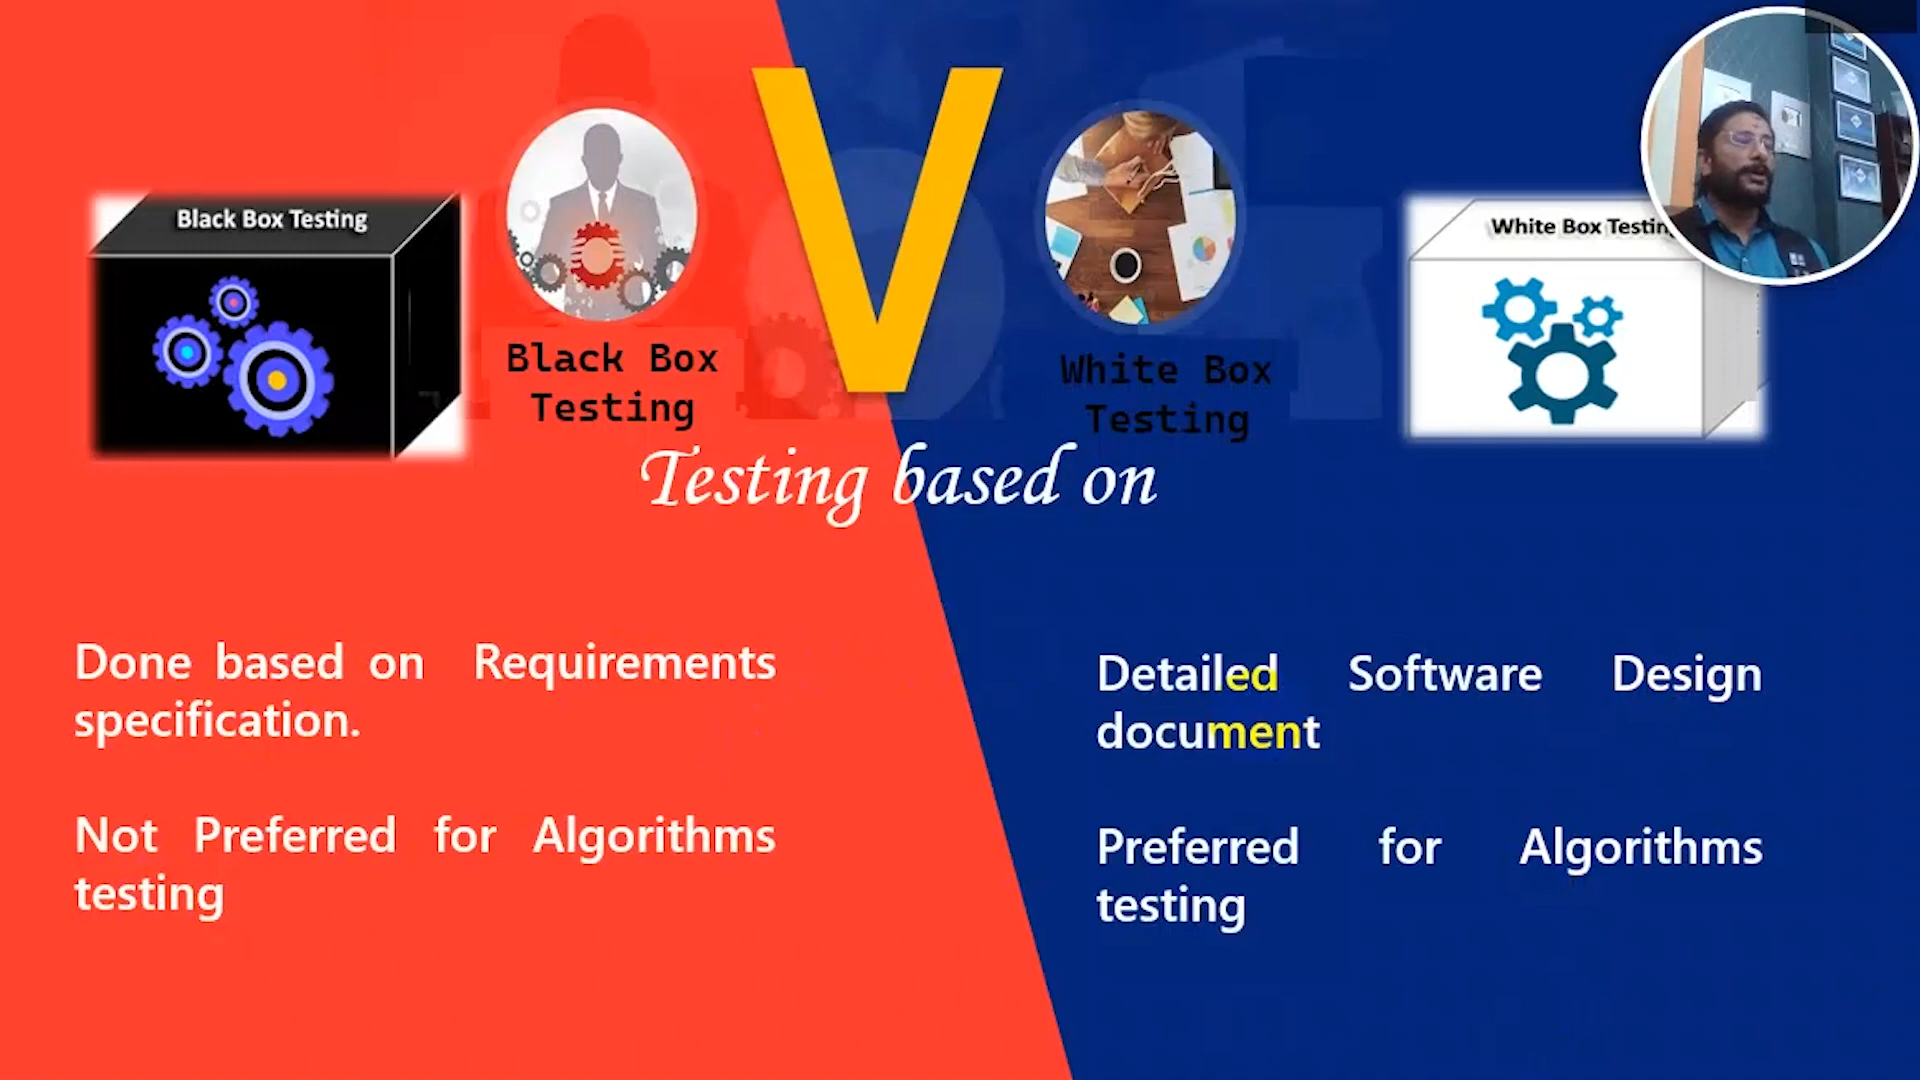 Black Box Testing
V
White Box Testing
Black Box
Testing
White Box
Testing
Testing based on
Done based on Requirements
specification.
Not Preferred for Algorithms
testing
Detailed Software Design
document
Preferred for Algorithms
testing